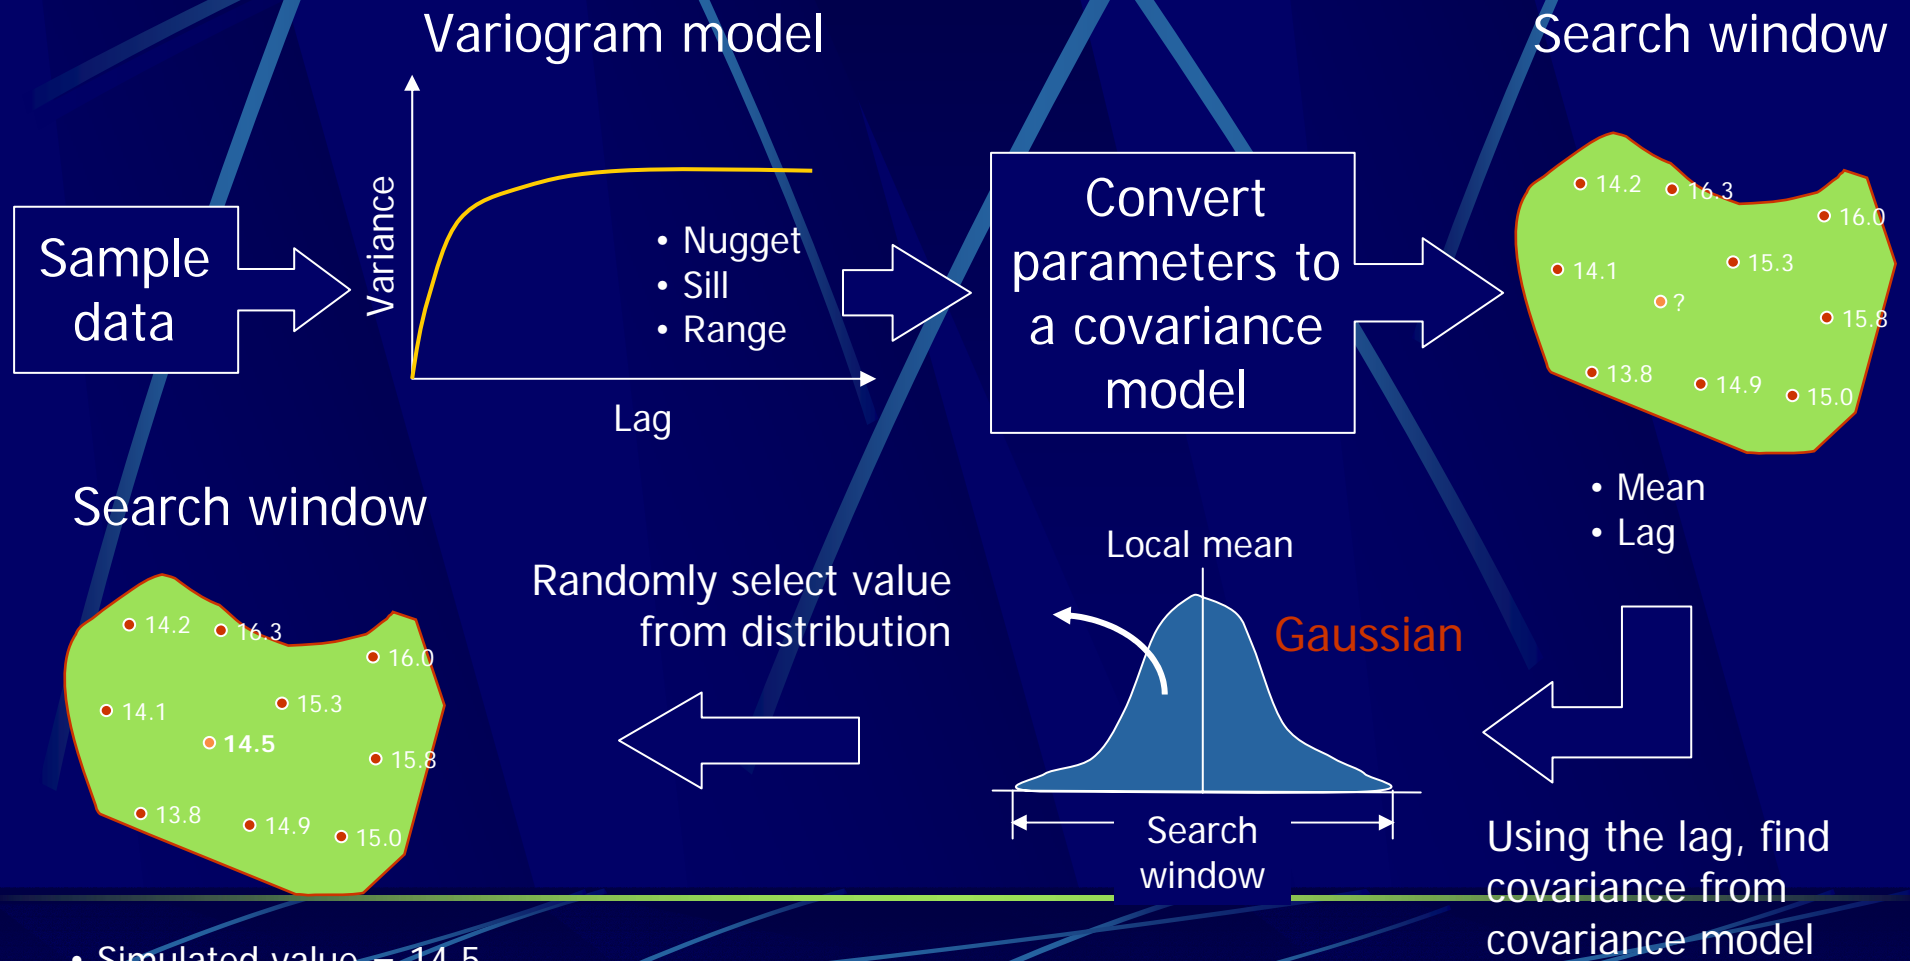 Variogram model
Search window
Sample
data
Variance
• Nugget
• Sill
• Range
Lag
Convert
parameters to
a covariance
model
14.2
16.3
16.0
14.1
15.3
?
15.8
13.8
14.9
15.0
• Mean
• Lag
Using the lag, find
covariance from
covariance model
Local mean
Gaussian
Search
window
Randomly select value
from distribution
Search window
14.2
16.3
16.0
14.1
15.3
14.5
15.8
13.8
14.9
15.0
• Simulated value = 14.5